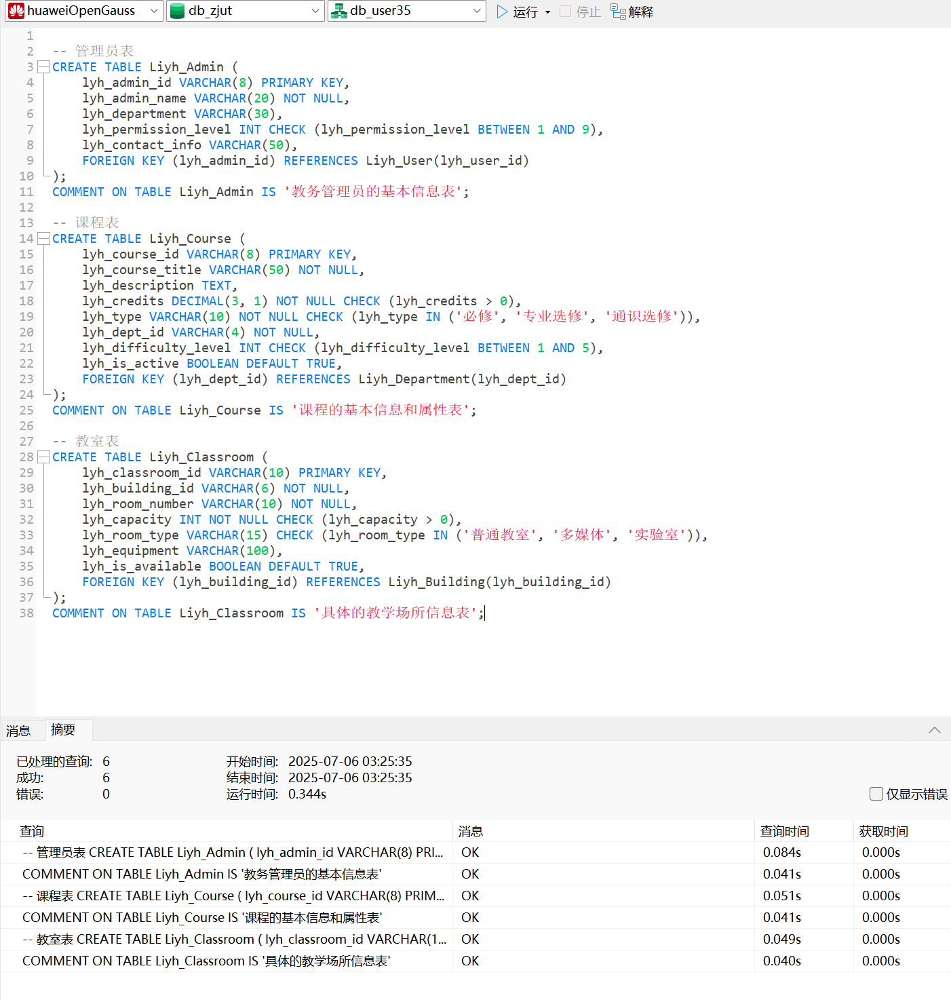 huaweiOpenGauss db_zjut db_user35 运行 停止 解释
1
2 -- 管理员表
3 CREATE TABLE Liyh_Admin (
4 lyh_admin_id VARCHAR(8) PRIMARY KEY,
5 lyh_admin_name VARCHAR(20) NOT NULL,
6 lyh_department VARCHAR(30),
7 lyh_permission_level INT CHECK (lyh_permission_level BETWEEN 1 AND 9),
8 lyh_contact_info VARCHAR(50),
9 FOREIGN KEY (lyh_admin_id) REFERENCES Liyh_User(lyh_user_id)
10 );
11 COMMENT ON TABLE Liyh_Admin IS '教务管理员的基本信息表';
12
13 -- 课程表
14 CREATE TABLE Liyh_Course (
15 lyh_course_id VARCHAR(8) PRIMARY KEY,
16 lyh_course_title VARCHAR(50) NOT NULL,
17 lyh_description TEXT,
18 lyh_credits DECIMAL(3, 1) NOT NULL CHECK (lyh_credits > 0),
19 lyh_type VARCHAR(10) NOT NULL CHECK (lyh_type IN ('必修', '专业选修', '通识选修')),
20 lyh_dept_id VARCHAR(4) NOT NULL,
21 lyh_difficulty_level INT CHECK (lyh_difficulty_level BETWEEN 1 AND 5),
22 lyh_is_active BOOLEAN DEFAULT TRUE,
23 FOREIGN KEY (lyh_dept_id) REFERENCES Liyh_Department(lyh_dept_id)
24 );
25 COMMENT ON TABLE Liyh_Course IS '课程的基本信息和属性表';
26
27 -- 教室表
28 CREATE TABLE Liyh_Classroom (
29 lyh_classroom_id VARCHAR(10) PRIMARY KEY,
30 lyh_building_id VARCHAR(6) NOT NULL,
31 lyh_room_number VARCHAR(10) NOT NULL,
32 lyh_capacity INT NOT NULL CHECK (lyh_capacity > 0),
33 lyh_room_type VARCHAR(15) CHECK (lyh_room_type IN ('普通教室', '多媒体', '实验室')),
34 lyh_equipment VARCHAR(100),
35 lyh_is_available BOOLEAN DEFAULT TRUE,
36 FOREIGN KEY (lyh_building_id) REFERENCES Liyh_Building(lyh_building_id)
37 );
38 COMMENT ON TABLE Liyh_Classroom IS '具体的教学场所信息表';
消息 摘要
已处理的查询: 6 开始时间: 2025-07-06 03:25:35
成功: 6 结束时间: 2025-07-06 03:25:35
错误: 0 运行时间: 0.344s 仅显示错误
查询 消息 查询时间 获取时间
-- 管理员表 CREATE TABLE Liyh_Admin ( lyh_admin_id VARCHAR(8) PRI... OK 0.084s 0.000s
COMMENT ON TABLE Liyh_Admin IS '教务管理员的基本信息表' OK 0.041s 0.000s
-- 课程表 CREATE TABLE Liyh_Course ( lyh_course_id VARCHAR(8) PRIM... OK 0.051s 0.000s
COMMENT ON TABLE Liyh_Course IS '课程的基本信息和属性表' OK 0.041s 0.000s
-- 教室表 CREATE TABLE Liyh_Classroom ( lyh_classroom_id VARCHAR(1... OK 0.049s 0.000s
COMMENT ON TABLE Liyh_Classroom IS '具体的教学场所信息表' OK 0.040s 0.000s